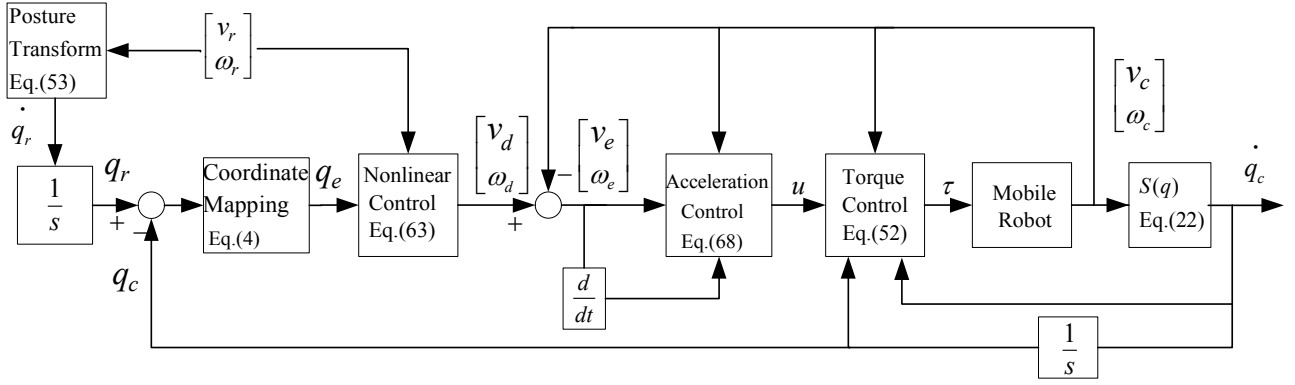 Posture
Transform
Eq.(53)
v_r
ω_r
q̇_r
1
s
q_r
+
−
q_c
Coordinate
Mapping
Eq.(4)
q_e
Nonlinear
Control
Eq.(63)
v_d
ω_d
+
−
v_e
ω_e
d
dt
Acceleration
Control
Eq.(68)
u
Torque
Control
Eq.(52)
τ
Mobile
Robot
v_c
ω_c
S(q)
Eq.(22)
q̇_c
1
s